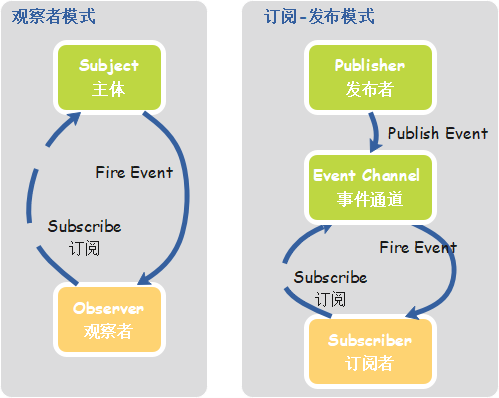 观察者模式
Subject
主体
Fire Event
Subscribe
订阅
Observer
观察者
订阅-发布模式
Publisher
发布者
Publish Event
Event Channel
事件通道
Fire Event
Subscribe
订阅
Subscriber
订阅者